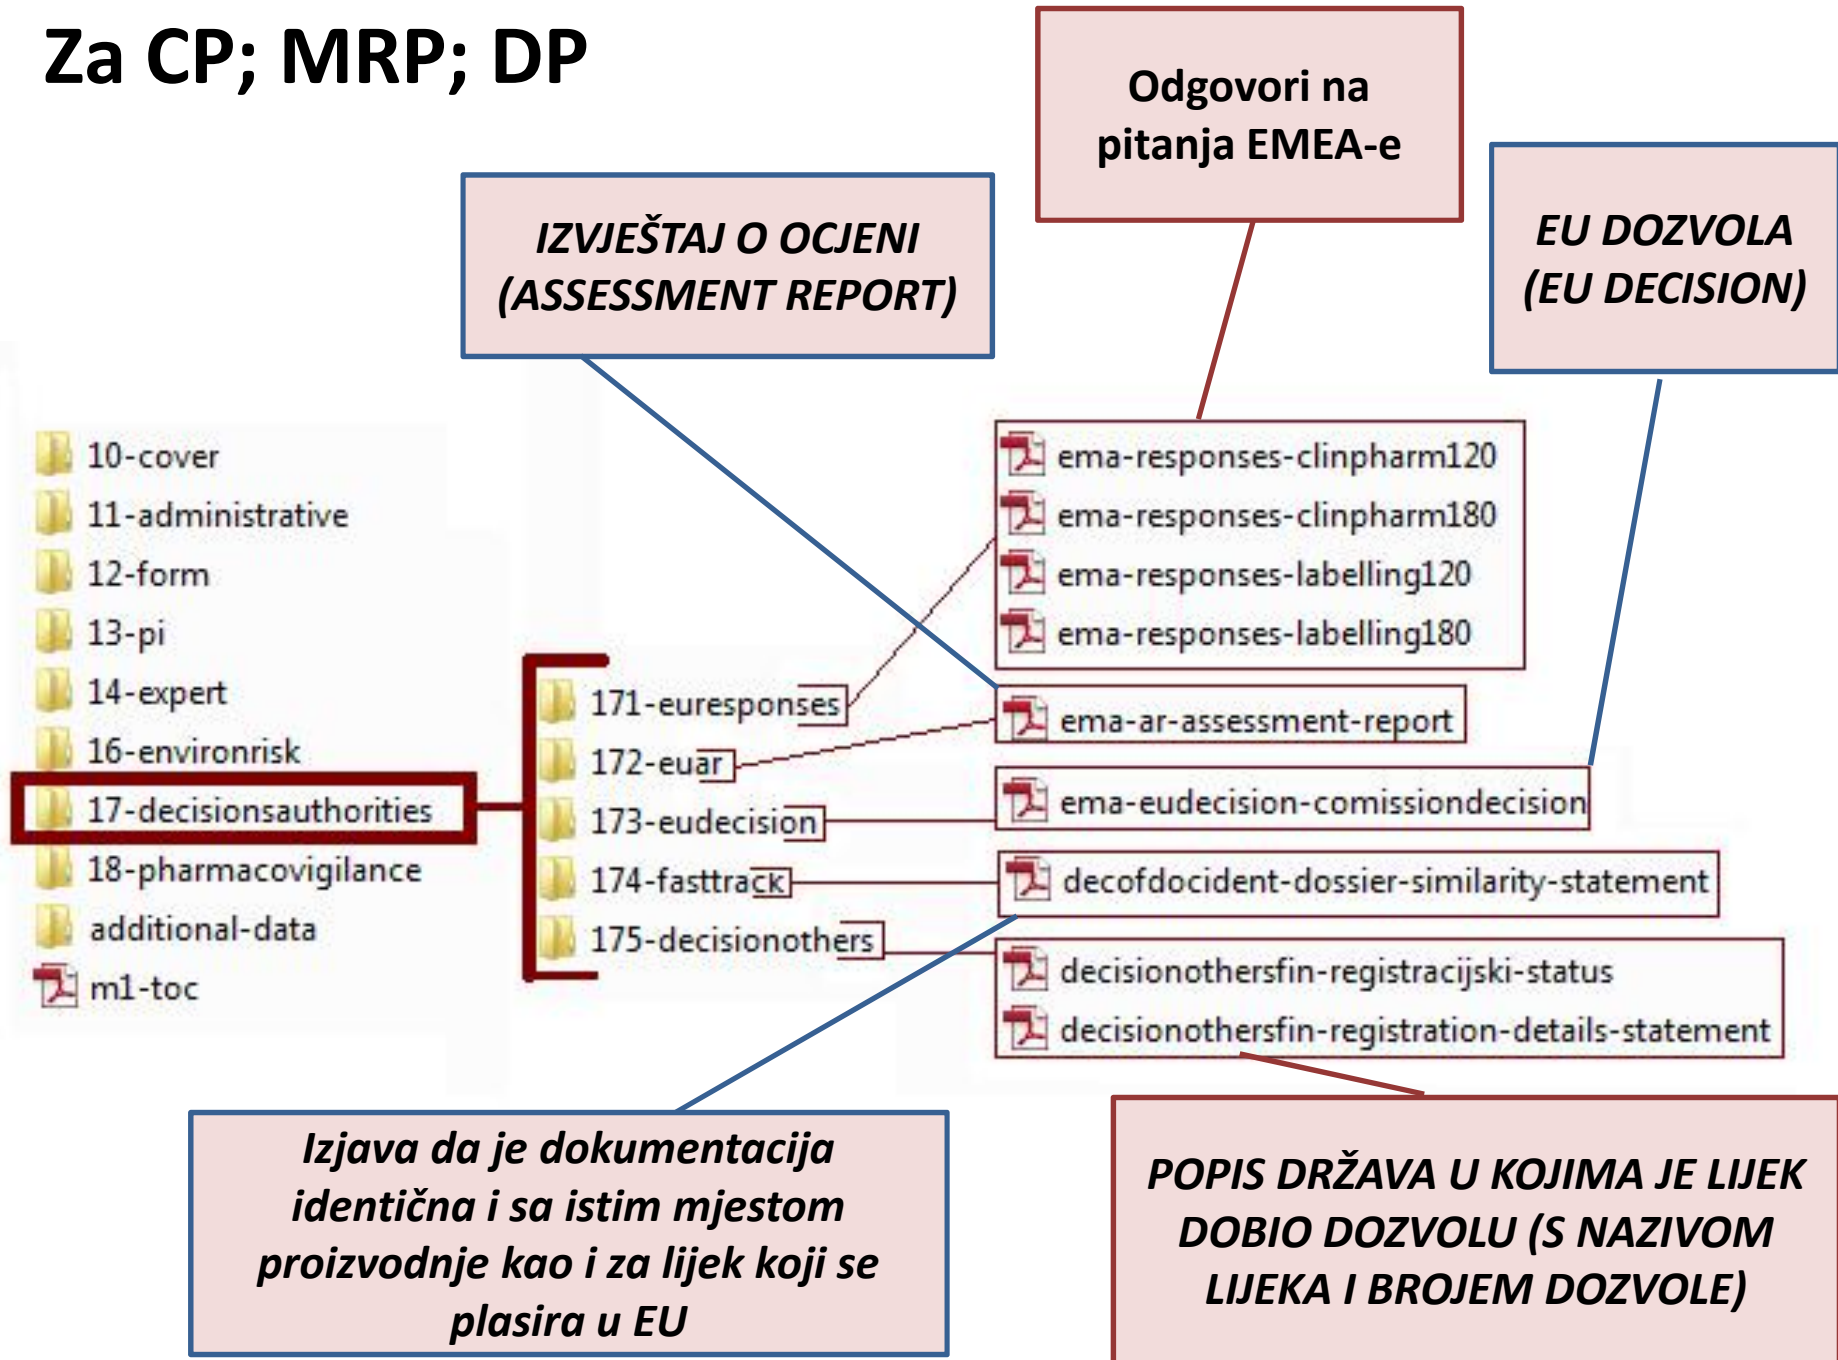 Za CP; MRP; DP
Odgovori na
pitanja EMEA-e
IZVJEŠTAJ O OCJENI
(ASSESSMENT REPORT)
EU DOZVOLA
(EU DECISION)
10-cover
11-administrative
12-form
13-pi
14-expert
16-environrisk
17-decisionsauthorities
18-pharmacovigilance
additional-data
m1-toc
171-euresponses
172-euar
173-eudecision
174-fasttrack
175-decisionothers
ema-responses-clinpharm120
ema-responses-clinpharm180
ema-responses-labelling120
ema-responses-labelling180
ema-ar-assessment-report
ema-eudecision-comissiondecision
decofdocident-dossier-similarity-statement
decisionothersfin-registracijski-status
decisionothersfin-registration-details-statement
Izjava da je dokumentacija
identična i sa istim mjestom
proizvodnje kao i za lijek koji se
plasira u EU
POPIS DRŽAVA U KOJIMA JE LIJEK
DOBIO DOZVOLU (S NAZIVOM
LIJEKA I BROJEM DOZVOLE)